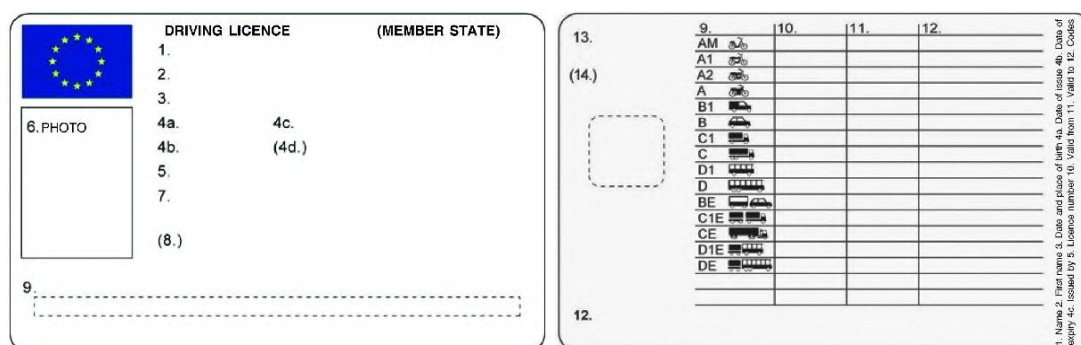 DRIVING LICENCE (MEMBER STATE)
1.
2.
3.
6. PHOTO
4a. 4c.
4b. (4d.)
5.
7.
(8.)
9.
13.
(14.)
9. 10. 11. 12.
AM
A1
A2
A
B1
B
C1
C
D1
D
BE
C1E
CE
D1E
DE
12.
1. Name 2. First name 3. Date and place of birth 4a. Date of issue 4b. Date of
expiry 4c. Issued by 5. Licence number 10. Valid from 11. Valid to 12. Codes